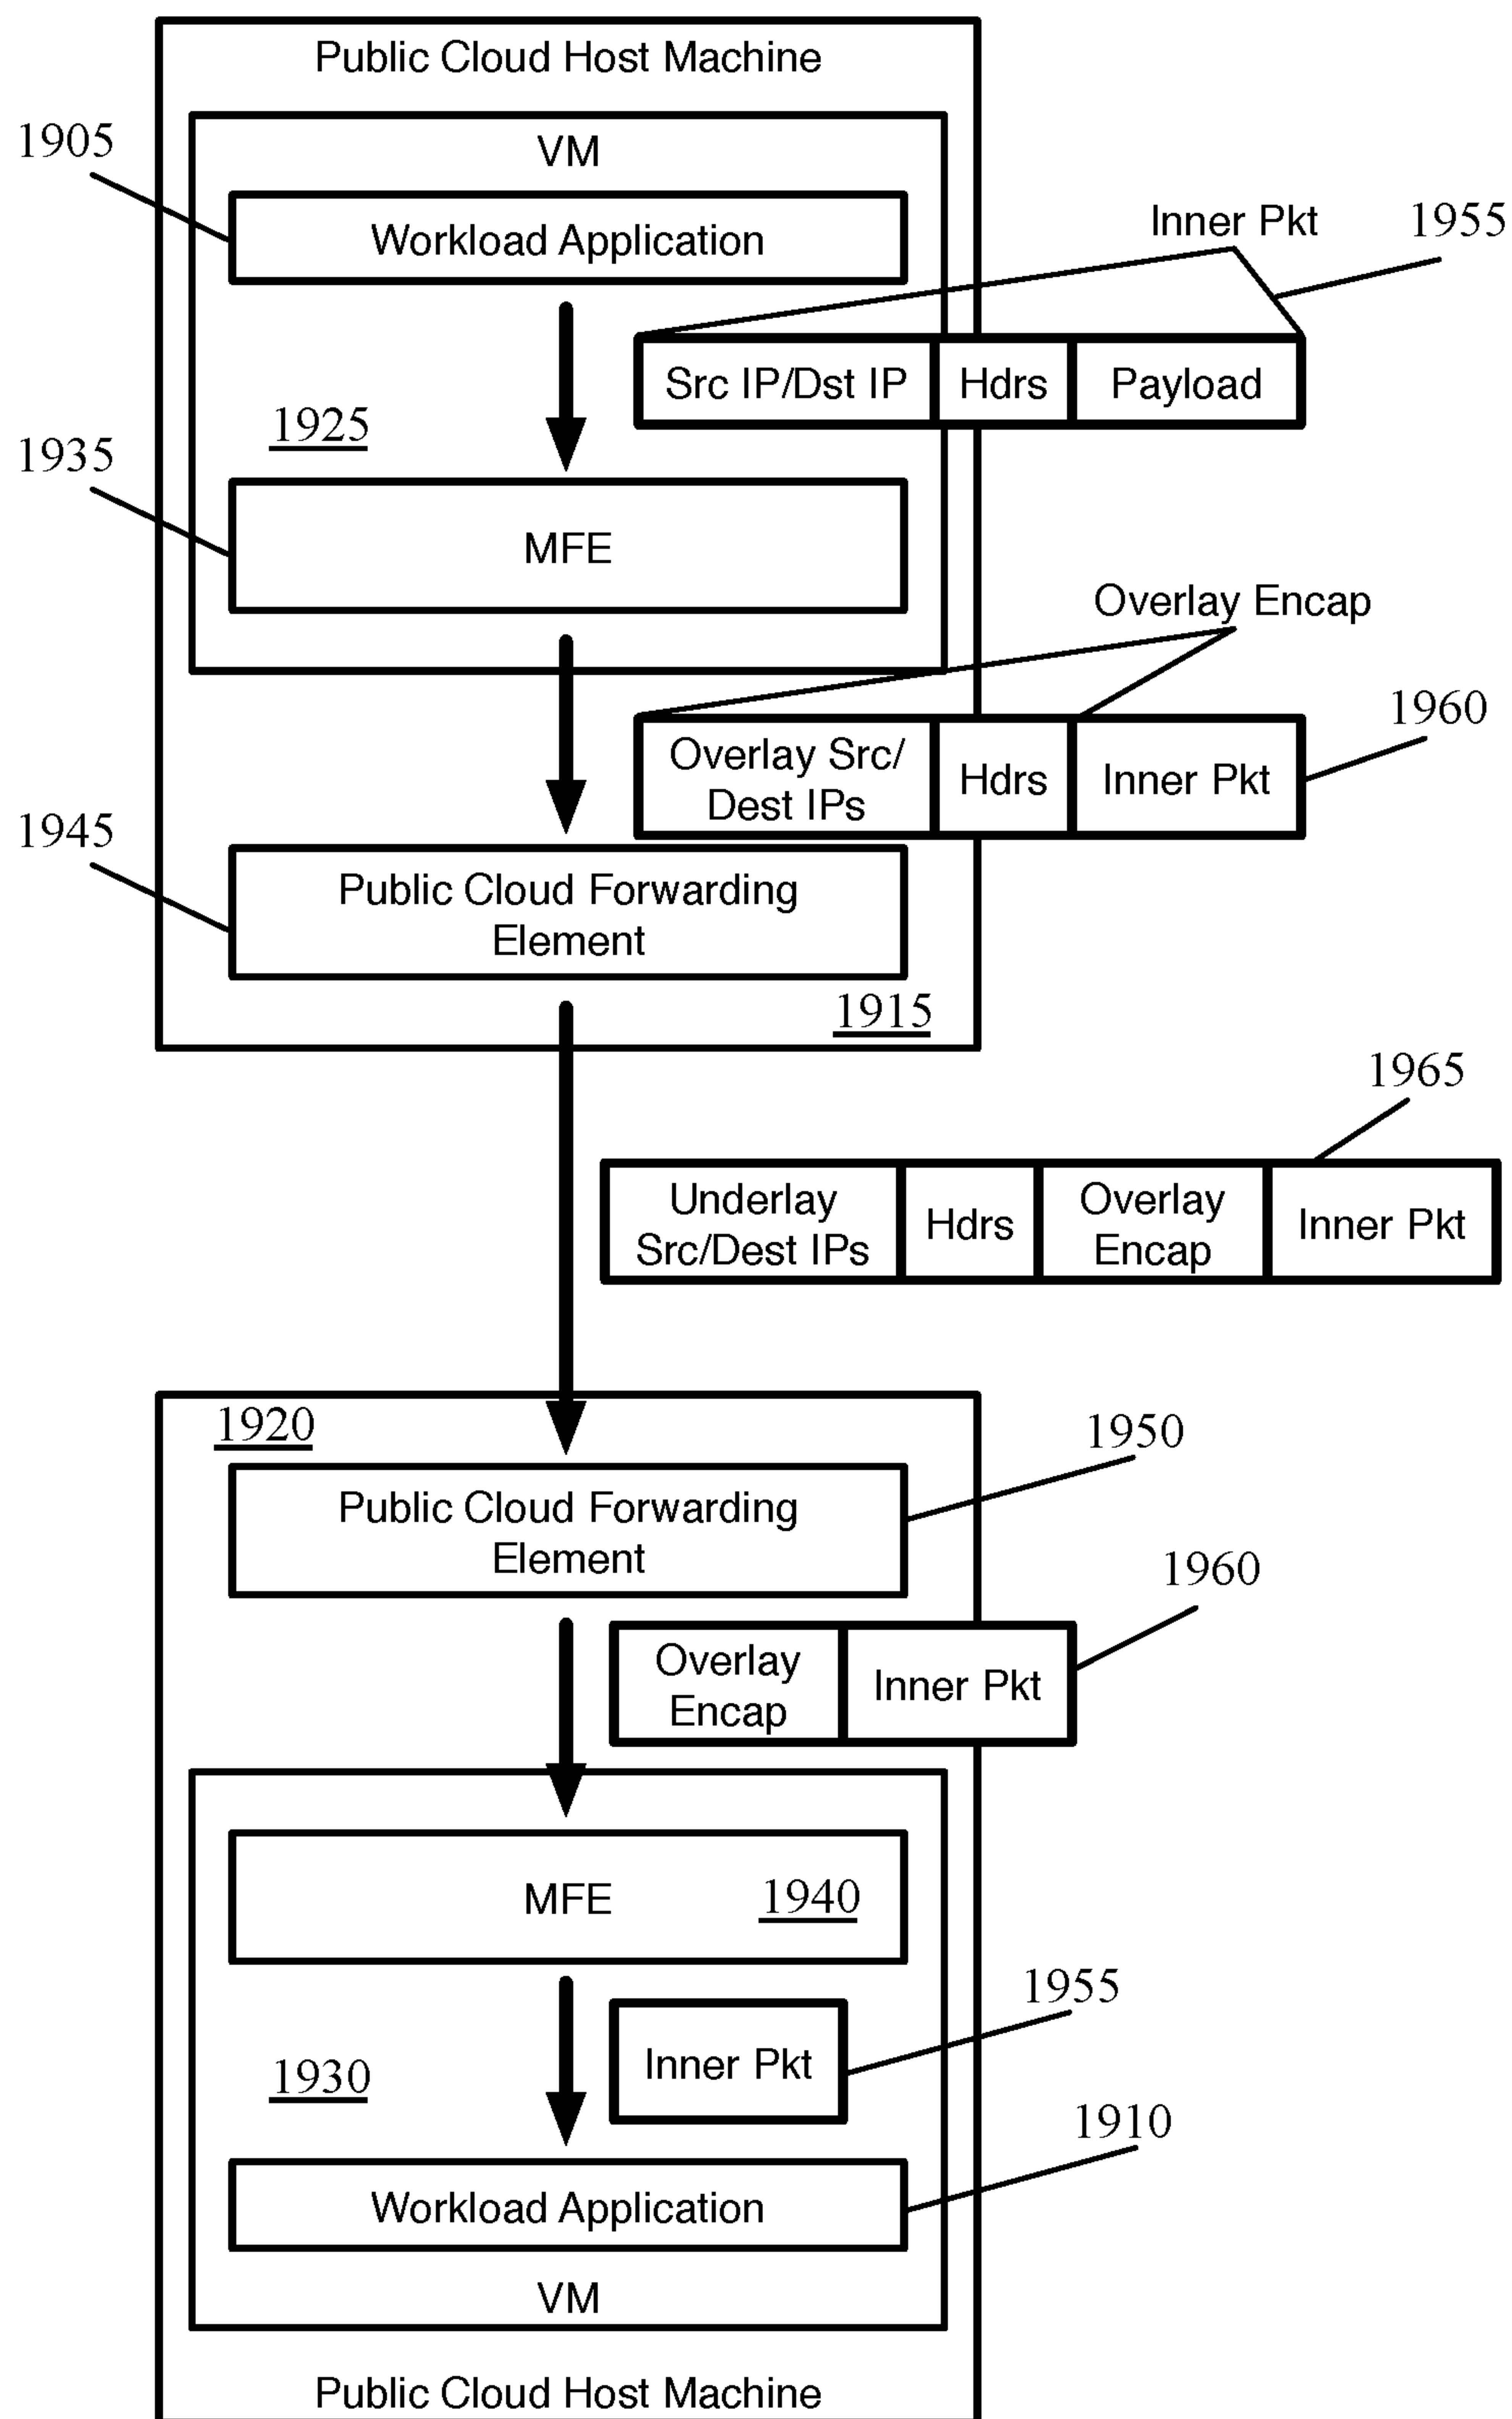 Public Cloud Host Machine
VM
1905
Workload Application
Inner Pkt
1955
Src IP/Dst IP
Hdrs
Payload
1925
1935
MFE
Overlay Encap
1960
Overlay Src/
Dest IPs
Hdrs
Inner Pkt
1945
Public Cloud Forwarding
Element
1915
1965
Underlay
Src/Dest IPs
Hdrs
Overlay
Encap
Inner Pkt
1920
1950
Public Cloud Forwarding
Element
1960
Overlay
Encap
Inner Pkt
MFE
1940
1955
Inner Pkt
1930
1910
Workload Application
VM
Public Cloud Host Machine